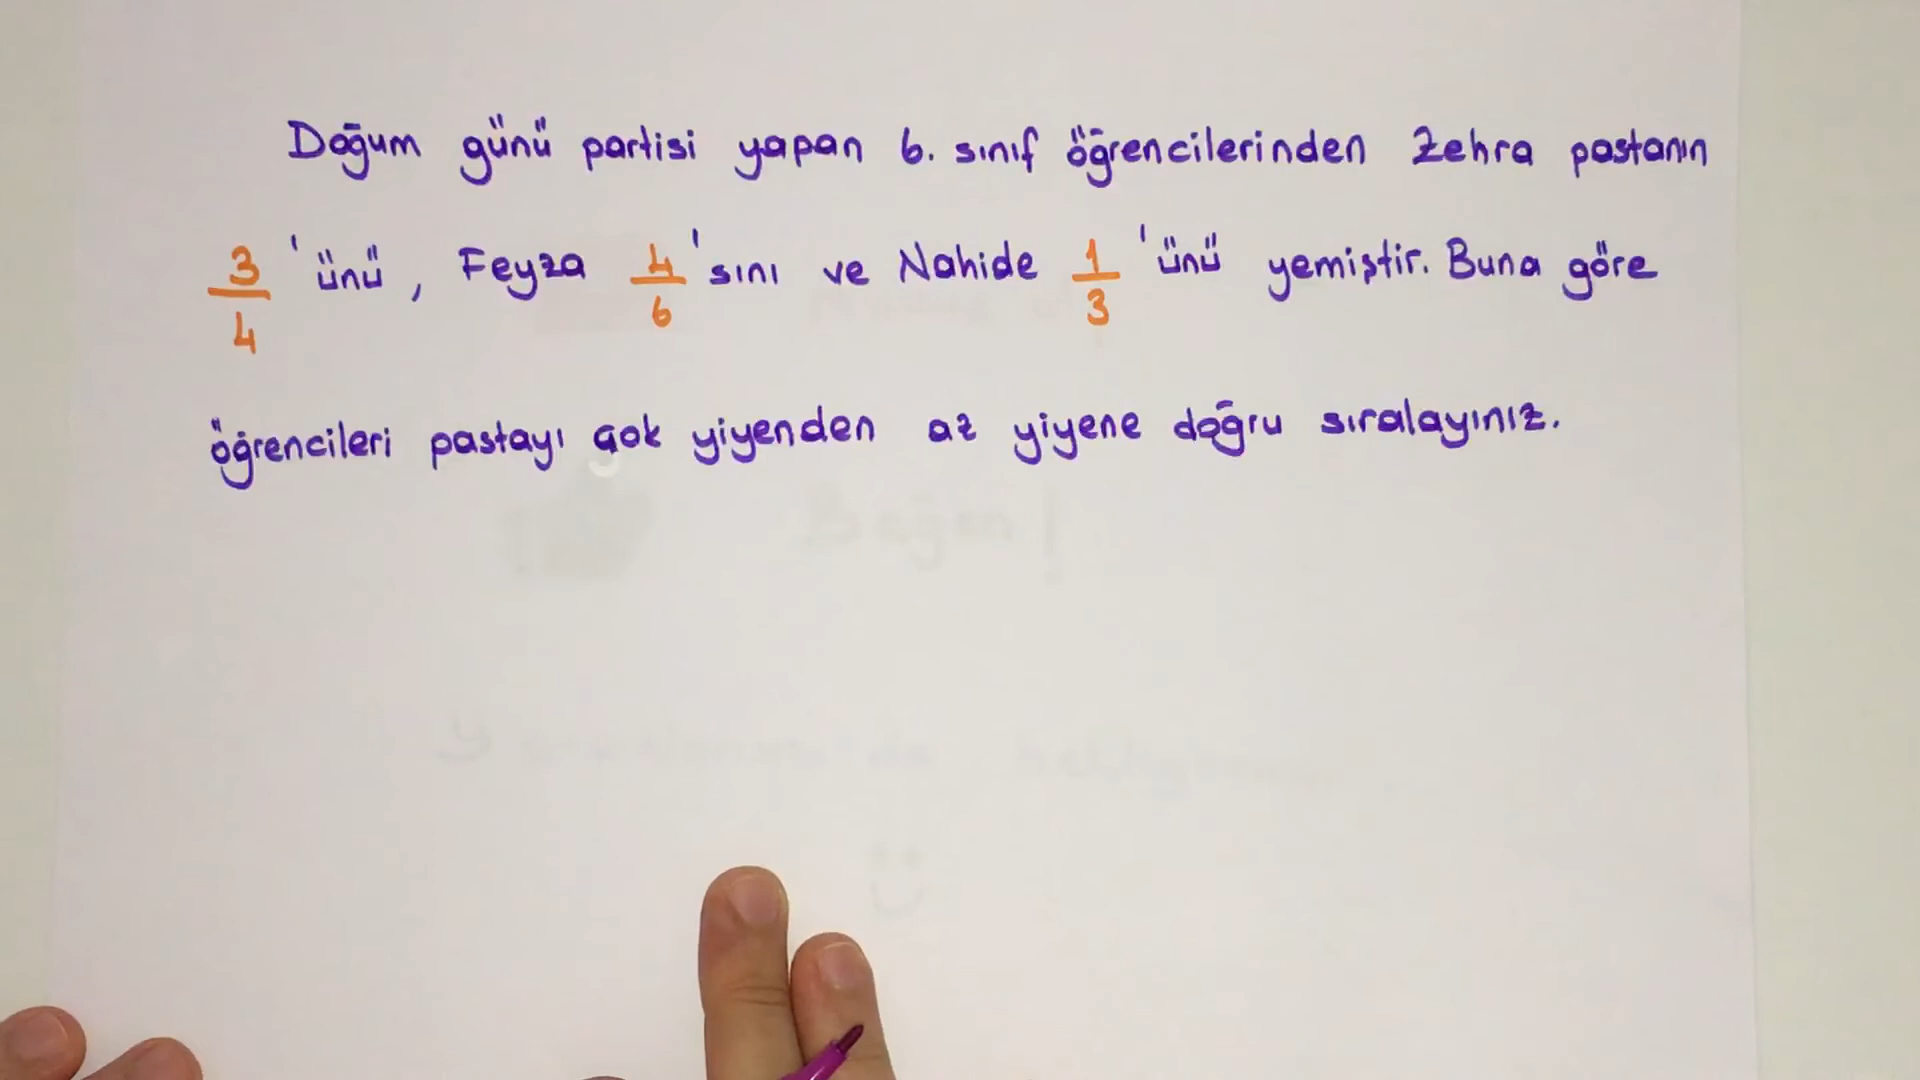 Doğum günü partisi yapan 6. sınıf öğrencilerinden Zehra pastanın
3/4 'ünü, Feyza 4/6 'sını ve Nahide 1/3 'ünü yemiştir. Buna göre
öğrencileri pastayı çok yiyenden az yiyene doğru sıralayınız.
Beğen!